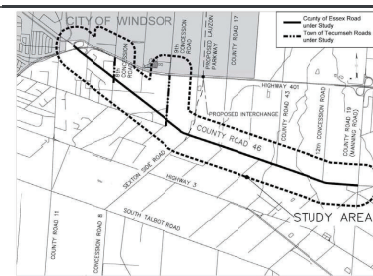 CITY OF WINDSOR
County of Essex Road
under Study
Town of Tecumseh Roads
under Study
CONCESSION
ROAD
9th
CONCESSION
ROAD
PROPOSED LAUZON
PARKWAY
COUNTY ROAD 17
HIGHWAY 401
PROPOSED INTERCHANGE
COUNTY ROAD 46
COUNTY ROAD 43
12th CONCESSION ROAD
COUNTY ROAD 19
(MANNING ROAD)
SEXTON SIDE ROAD
HIGHWAY 3
SOUTH TALBOT ROAD
STUDY AREA
COUNTY ROAD 11
CONCESSION ROAD 8